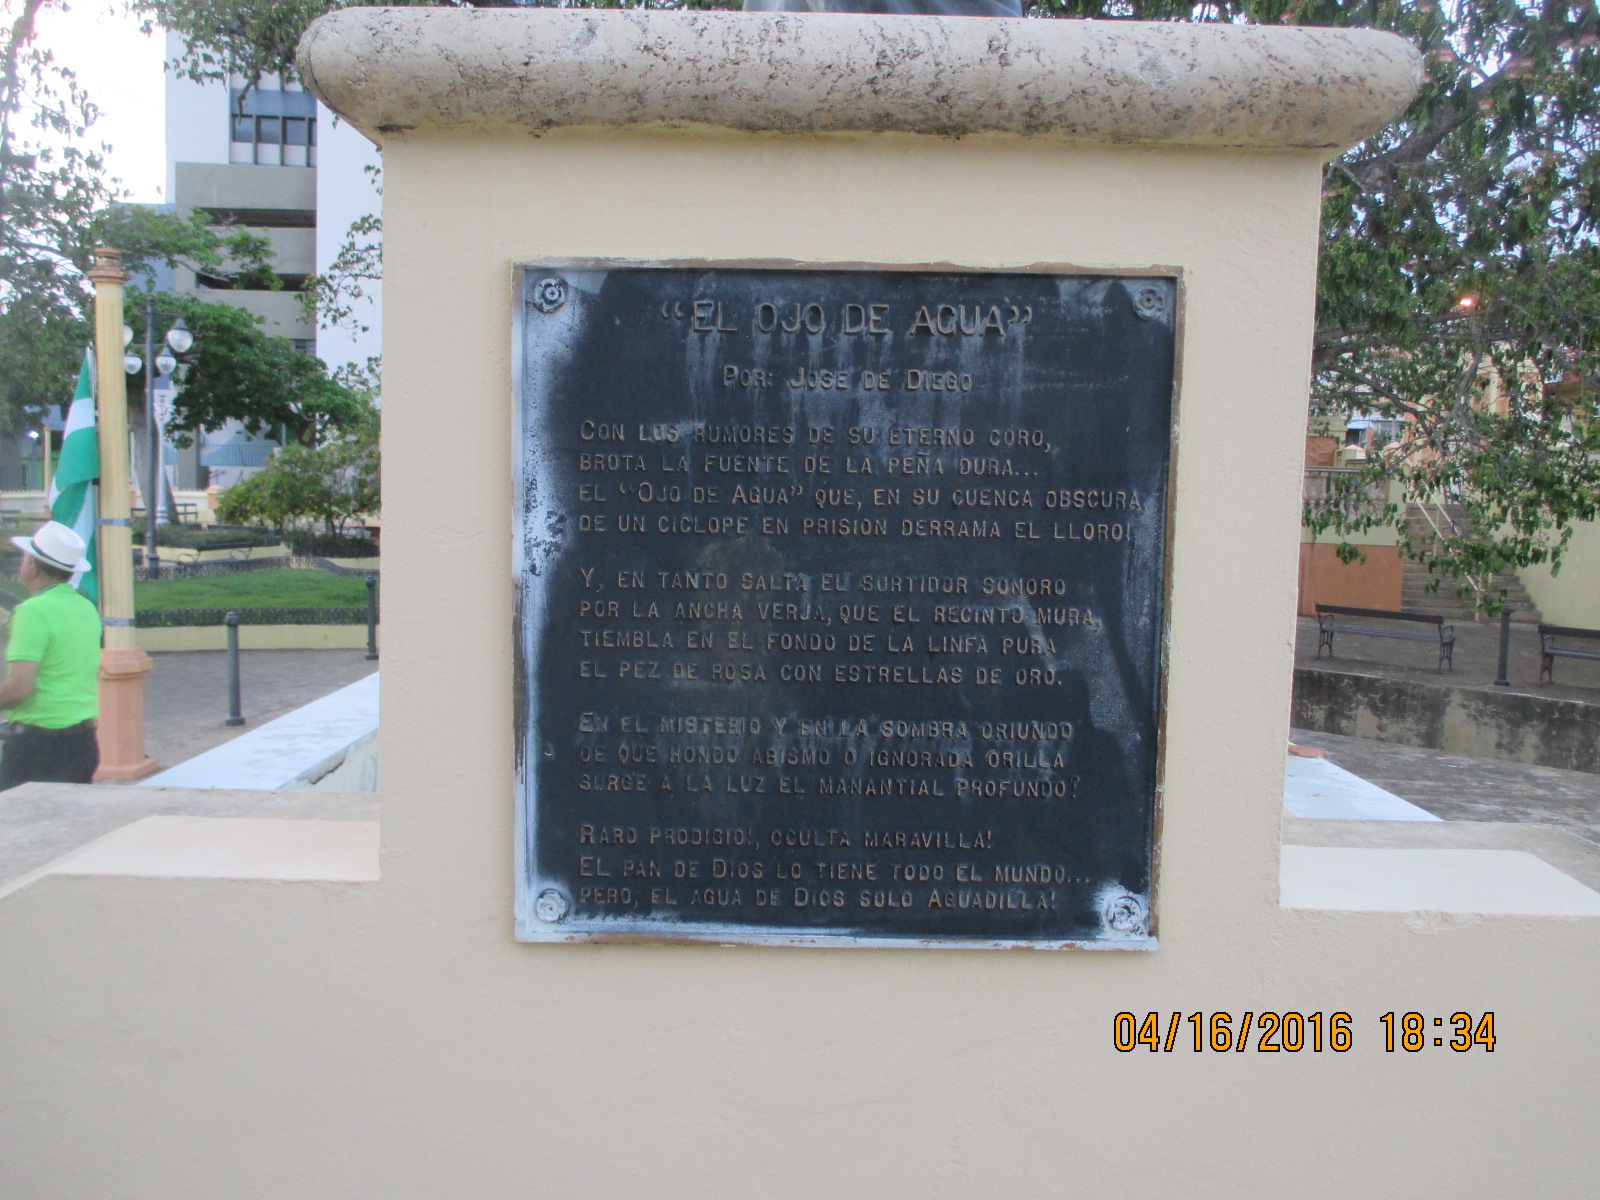 “EL OJO DE AGUA”
POR: JOSE DE DIEGO
CON LOS RUMORES DE SU ETERNO CORO,
BROTA LA FUENTE DE LA PEÑA DURA...
EL “OJO DE AGUA” QUE, EN SU CUENCA OBSCURA,
DE UN CICLOPE EN PRISION DERRAMA EL LLORO!
Y, EN TANTO SALTA EL SURTIDOR SONORO
POR LA ANCHA VERJA, QUE EL RECINTO MURA,
TIEMBLA EN EL FONDO DE LA LINFA PURA
EL PEZ DE ROSA CON ESTRELLAS DE ORO.
EN EL MISTERIO Y EN LA SOMBRA ORIUNDO
DE QUE HONDO ABISMO O IGNORADA ORILLA
SURGE A LA LUZ EL MANANTIAL PROFUNDO?
RARO PRODIGIO!, OCULTA MARAVILLA!
EL PAN DE DIOS LO TIENE TODO EL MUNDO...
PERO, EL AGUA DE DIOS SOLO AGUADILLA!
04/16/2016 18:34